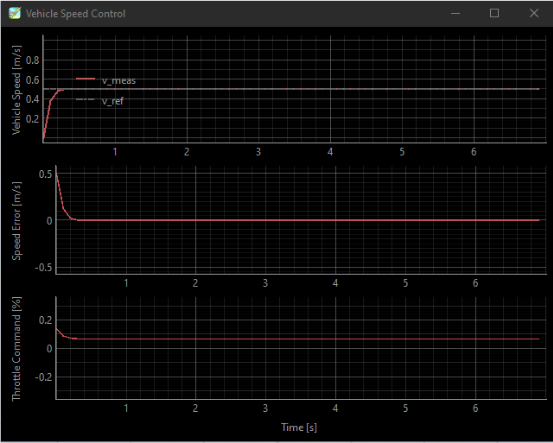 Vehicle Speed Control
Vehicle Speed [m/s]
0.8
0.6
0.4
0.2
v_meas
v_ref
1 2 3 4 5 6
Speed Error [m/s]
0.5
0
-0.5
1 2 3 4 5 6
Throttle Command [%]
0.2
0
-0.2
1 2 3 4 5 6
Time [s]